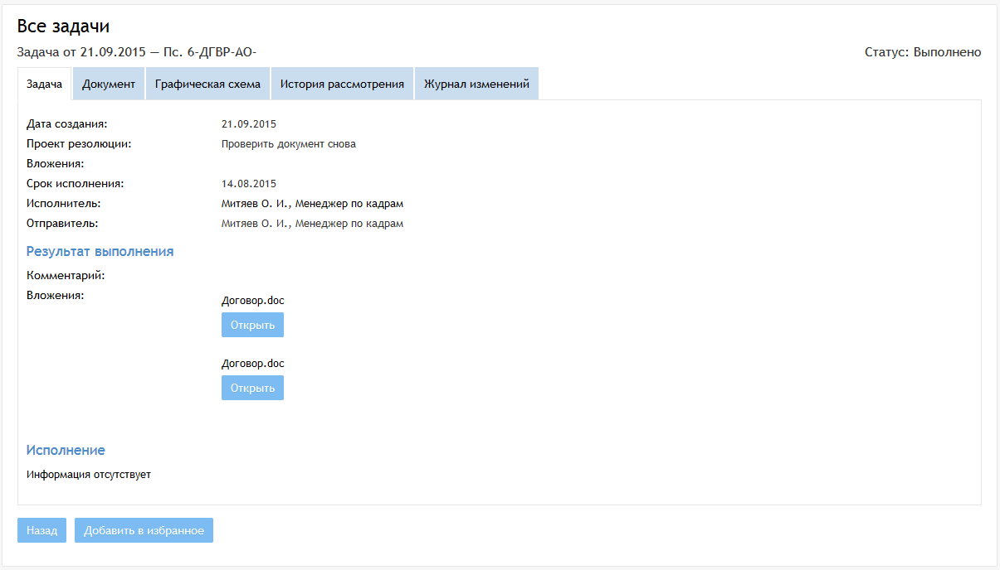 Все задачи
Задача от 21.09.2015 — Пс. 6-ДГВР-АО-
Статус: Выполнено
Задача Документ Графическая схема История рассмотрения Журнал изменений
Дата создания: 21.09.2015
Проект резолюции: Проверить документ снова
Вложения:
Срок исполнения: 14.08.2015
Исполнитель: Митяев О. И., Менеджер по кадрам
Отправитель: Митяев О. И., Менеджер по кадрам
Результат выполнения
Комментарий:
Вложения:
Договор.doc
Открыть
Договор.doc
Открыть
Исполнение
Информация отсутствует
Назад Добавить в избранное